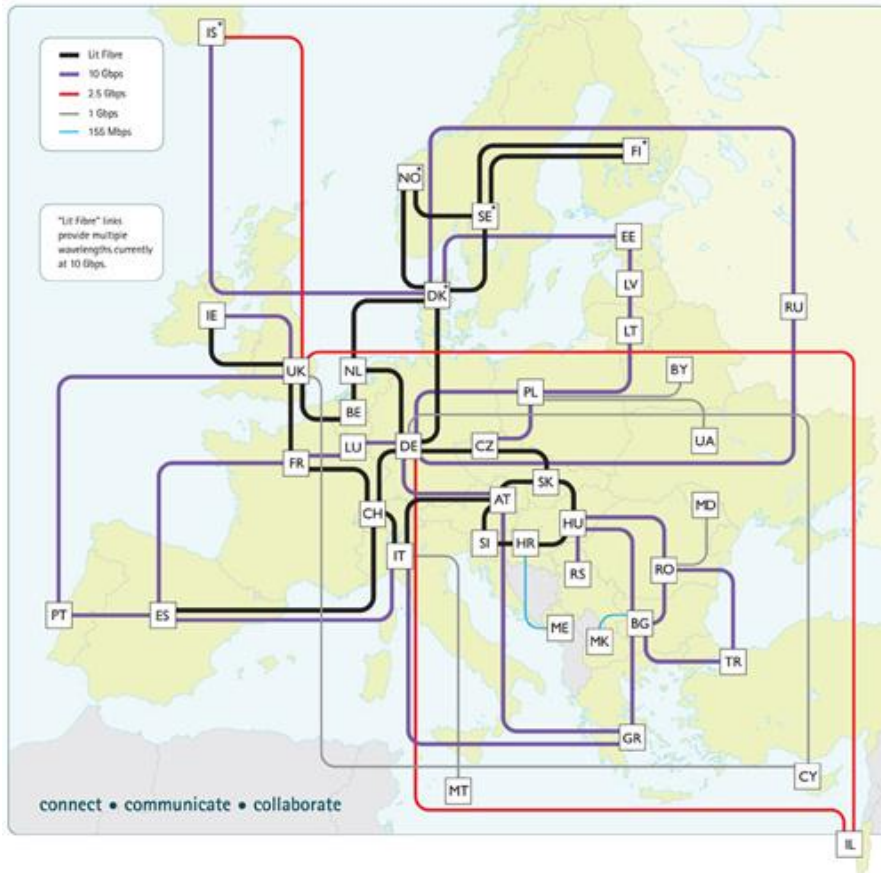 IS*
Lit Fibre
10 Gbps
2.5 Gbps
1 Gbps
155 Mbps
FI*
NO*
"Lit Fibre" links
provide multiple
wavelengths currently
at 10 Gbps.
SE*
EE
LV
DK*
RU
IE
LT
UK
NL
BY
PL
BE
UA
LU
DE
CZ
FR
SK
AT
MD
CH
HU
SI
HR
IT
RS
RO
PT
ES
ME
MK
BG
TR
GR
CY
MT
connect • communicate • collaborate
IL